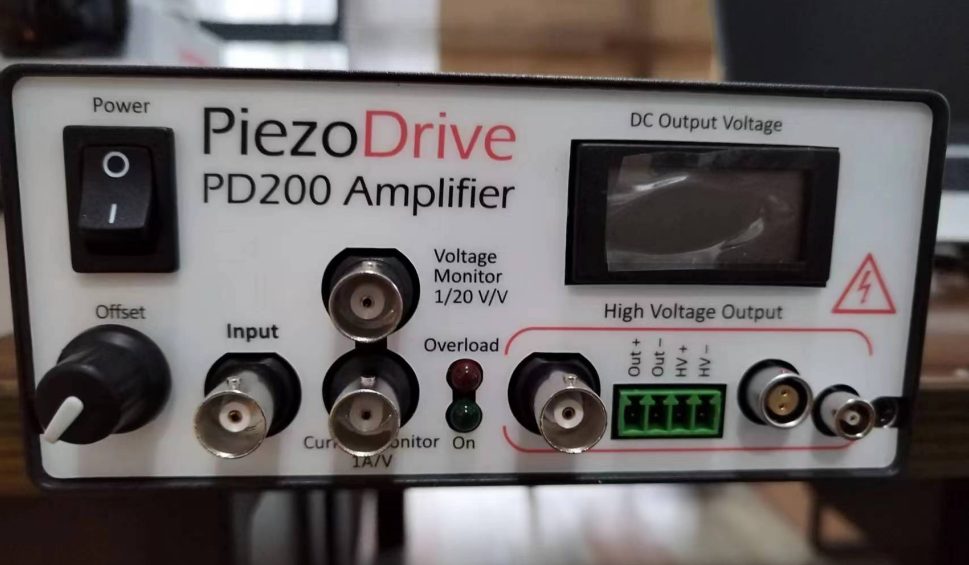 Power
PiezoDrive
PD200 Amplifier
DC Output Voltage
Voltage
Monitor
1/20 V/V
Offset
Input
Overload
High Voltage Output
Out +
Out −
HV +
HV −
Monitor
1A/V
On